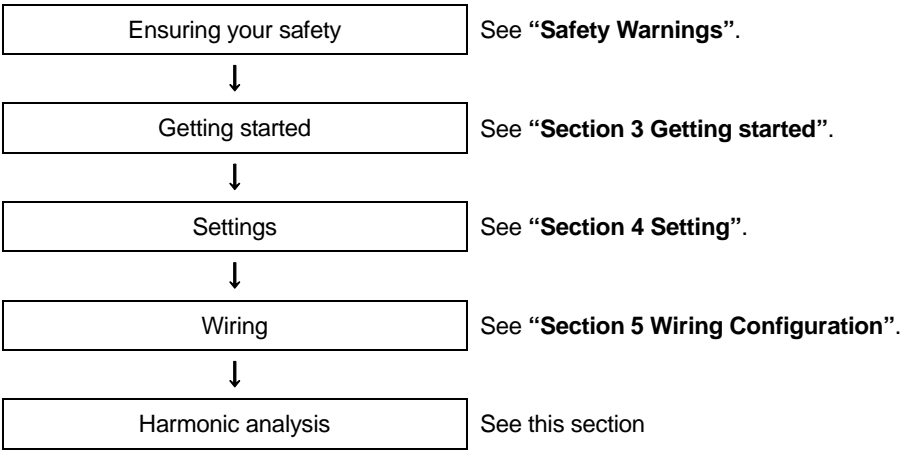 Ensuring your safety See “Safety Warnings”.
↓
Getting started See “Section 3 Getting started”.
↓
Settings See “Section 4 Setting”.
↓
Wiring See “Section 5 Wiring Configuration”.
↓
Harmonic analysis See this section